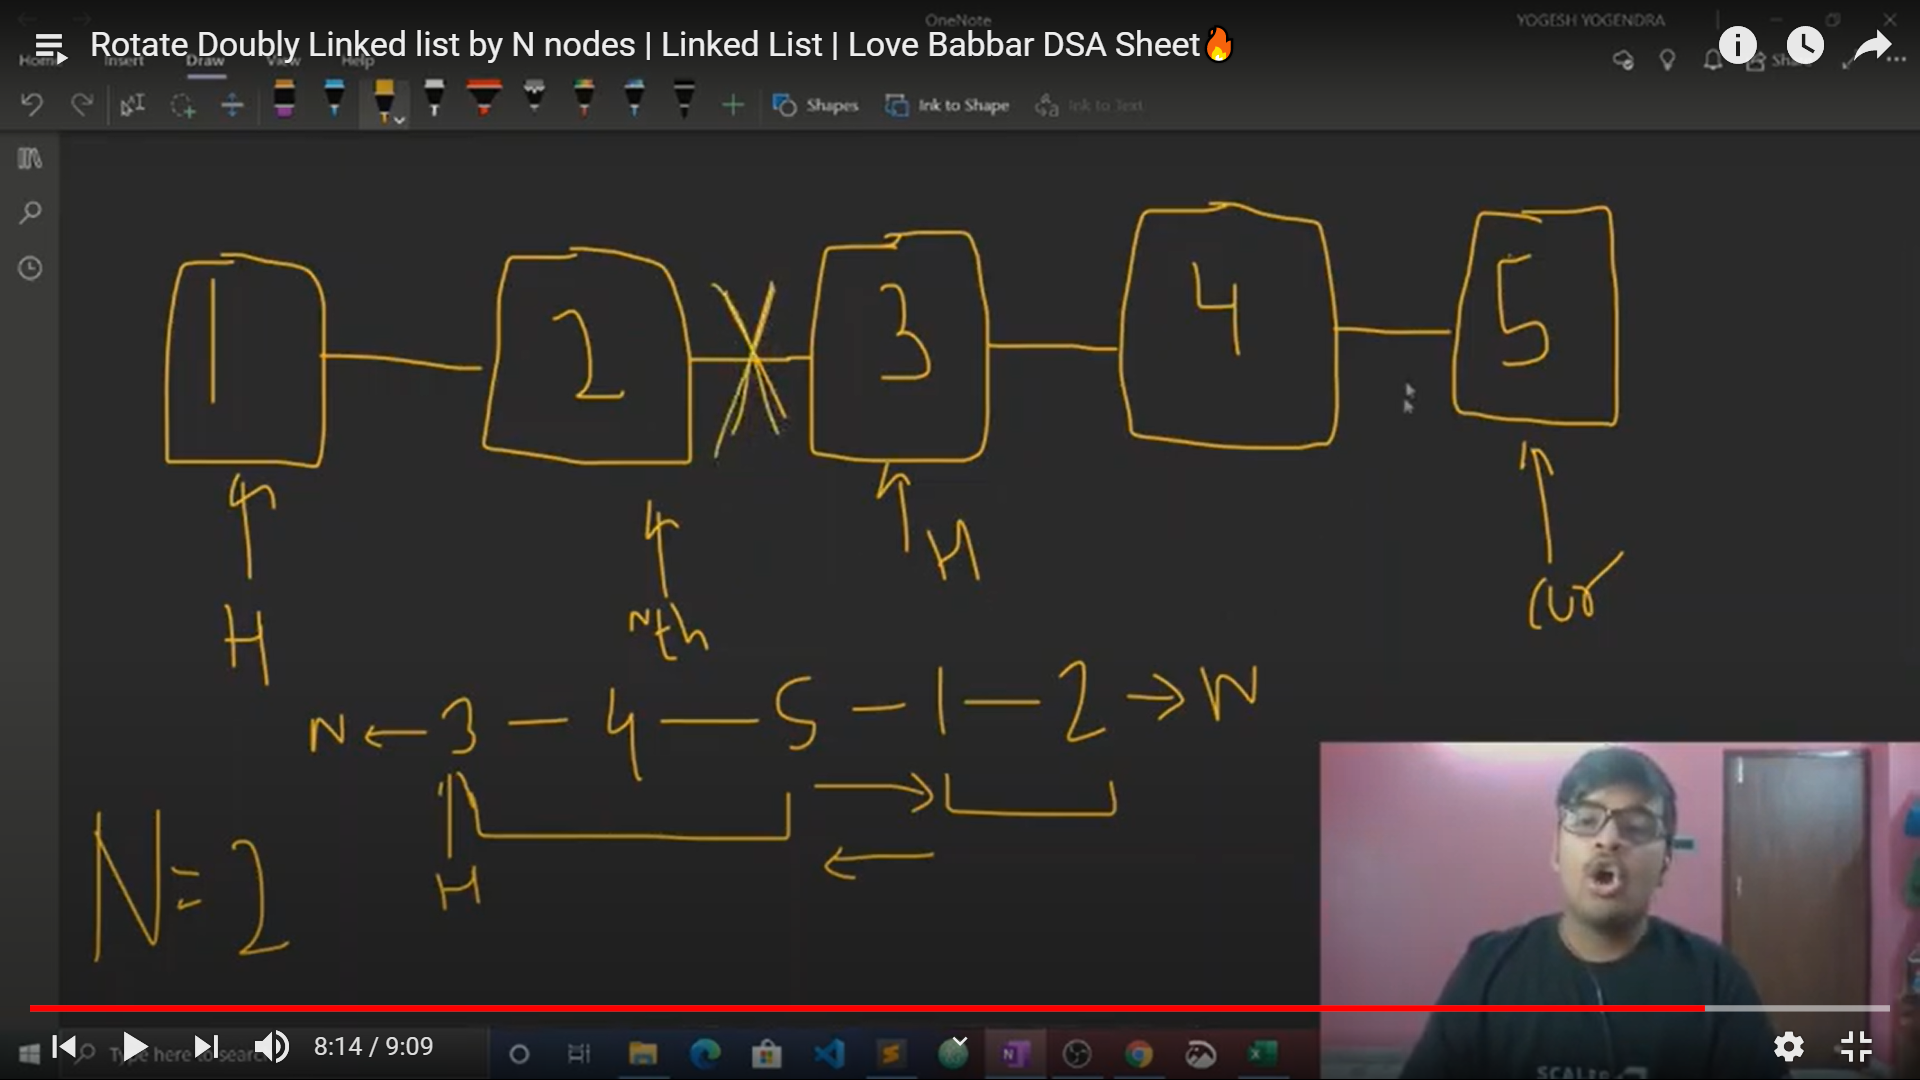 OneNote
YOGESH YOGENDRA
Rotate Doubly Linked list by N nodes | Linked List | Love Babbar DSA Sheet🔥
Home Insert Draw View Help
Share
Shapes Ink to Shape Ink to Text
1 2 3 4 5
H Nth H cur
N ← 3 — 4 — 5 — 1 — 2 → N
H
N = 2
8:14 / 9:09
Type here to search
SCALER